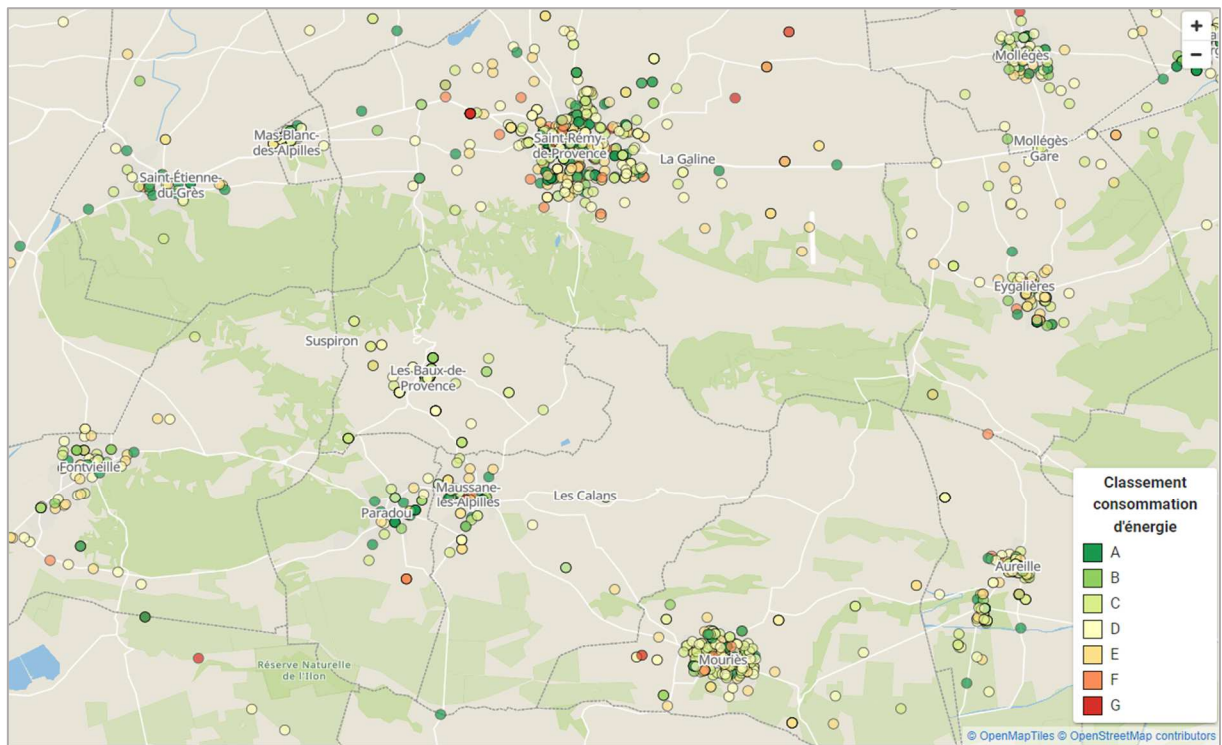 +
−
Mollégès
Mas-Blanc-
des-Alpilles
Saint-Rémy-
de-Provence
La Galine
Mollégès
Gare
Saint-Étienne-
du-Grès
Eygalières
Suspiron
Les Baux-de-
Provence
Fontvieille
Maussane-
les-Alpilles
Les Calans
Paradou
Aureille
Mouriès
Réserve Naturelle
de l'Ilon
Classement
consommation
d'énergie
A
B
C
D
E
F
G
© OpenMapTiles © OpenStreetMap contributors